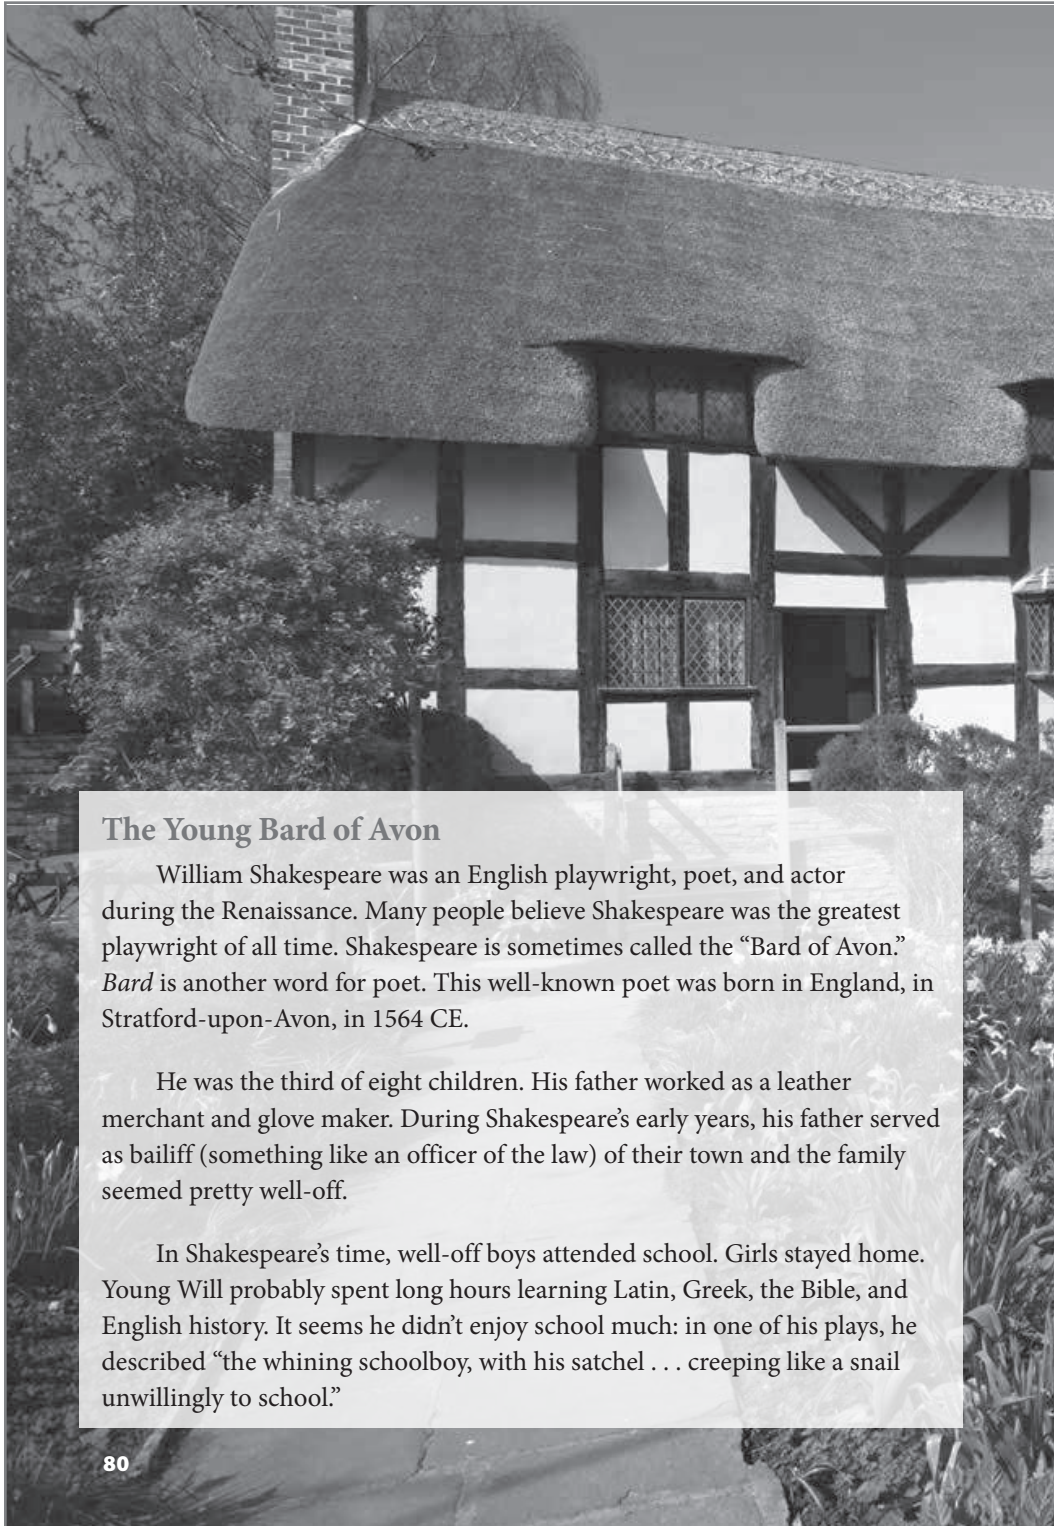 The Young Bard of Avon
William Shakespeare was an English playwright, poet, and actor
during the Renaissance. Many people believe Shakespeare was the greatest
playwright of all time. Shakespeare is sometimes called the “Bard of Avon.”
Bard is another word for poet. This well-known poet was born in England, in
Stratford-upon-Avon, in 1564 CE.
He was the third of eight children. His father worked as a leather
merchant and glove maker. During Shakespeare’s early years, his father served
as bailiff (something like an officer of the law) of their town and the family
seemed pretty well-off.
In Shakespeare’s time, well-off boys attended school. Girls stayed home.
Young Will probably spent long hours learning Latin, Greek, the Bible, and
English history. It seems he didn’t enjoy school much: in one of his plays, he
described “the whining schoolboy, with his satchel . . . creeping like a snail
unwillingly to school.”
80